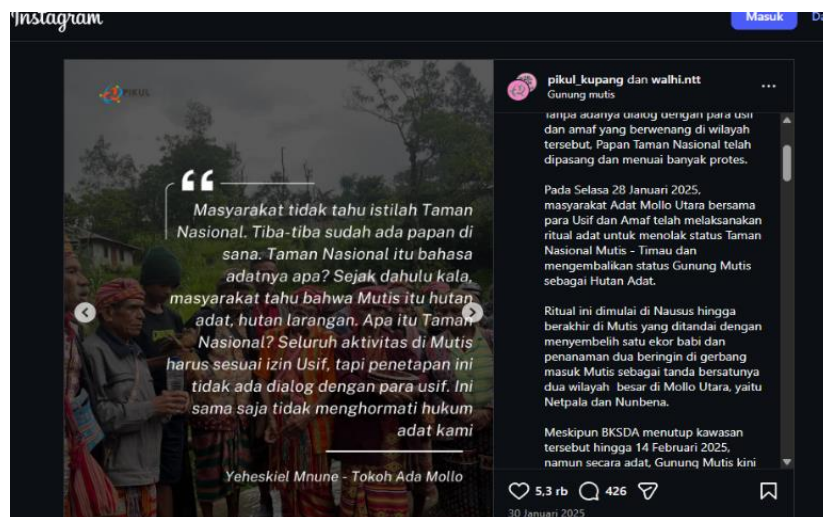 Instagram
Masuk
Da
PIKUL
Masyarakat tidak tahu istilah Taman
Nasional. Tiba-tiba sudah ada papan di
sana. Taman Nasional itu bahasa
adatnya apa? Sejak dahulu kala,
masyarakat tahu bahwa Mutis itu hutan
adat, hutan larangan. Apa itu Taman
Nasional? Seluruh aktivitas di Mutis
harus sesuai izin Usif, tapi penetapan ini
tidak ada dialog dengan para usif. Ini
sama saja tidak menghormati hukum
adat kami
Yeheskiel Mnune - Tokoh Ada Mollo
pikul_kupang dan walhi.ntt
Gunung mutis
Tanpa adanya dialog dengan para usif
dan amaf yang berwenang di wilayah
tersebut, Papan Taman Nasional telah
dipasang dan menuai banyak protes.
Pada Selasa 28 Januari 2025,
masyarakat Adat Mollo Utara bersama
para Usif dan Amaf telah melaksanakan
ritual adat untuk menolak status Taman
Nasional Mutis - Timau dan
mengembalikan status Gunung Mutis
sebagai Hutan Adat.
Ritual ini dimulai di Nausus hingga
berakhir di Mutis yang ditandai dengan
menyembelih satu ekor babi dan
penanaman dua beringin di gerbang
masuk Mutis sebagai tanda bersatunya
dua wilayah besar di Mollo Utara, yaitu
Netpala dan Nunbena.
Meskipun BKSDA menutup kawasan
tersebut hingga 14 Februari 2025,
namun secara adat, Gunung Mutis kini
5,3 rb
426
30 Januari 2025